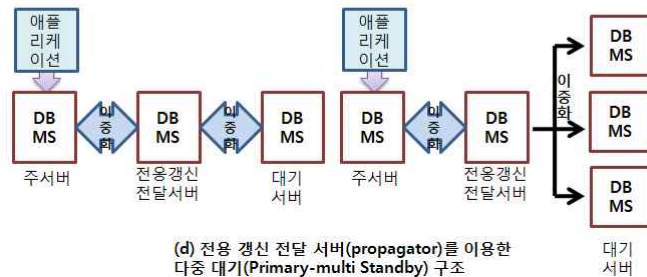 애플
리케
이션
애플
리케
이션
DB
MS
이중화
DB
MS
이중화
DB
MS
DB
MS
이중화
DB
MS
이중화
DB
MS
DB
MS
DB
MS
주서버
전용갱신
전달서버
대기
서버
주서버
전용갱신
전달서버
대기
서버
(d) 전용 갱신 전달 서버(propagator)를 이용한
다중 대기(Primary-multi Standby) 구조